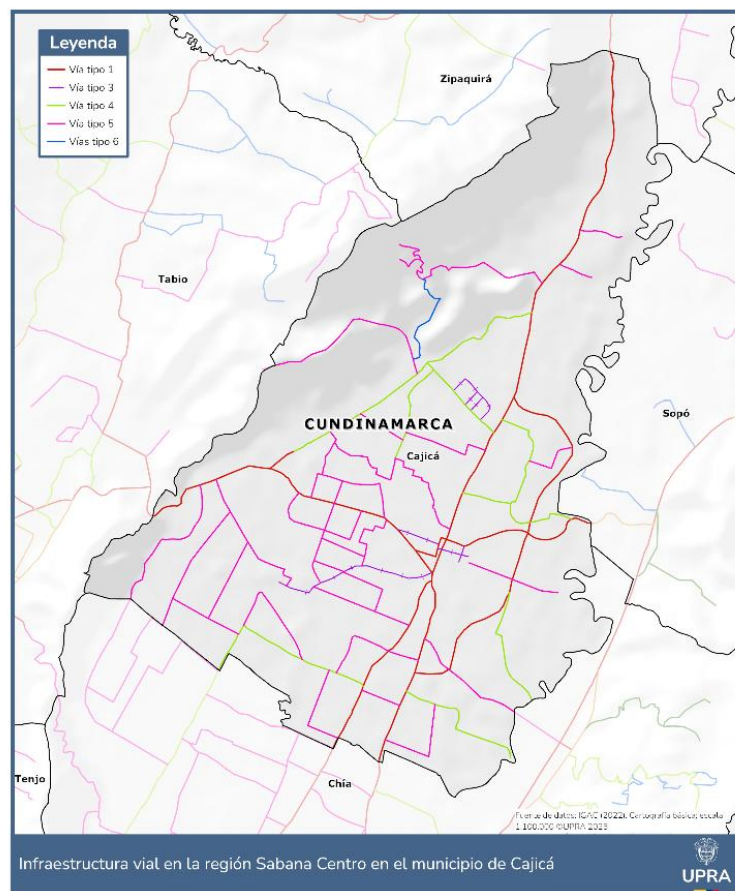 Leyenda
Vía tipo 1
Vía tipo 3
Vía tipo 4
Vía tipo 5
Vías tipo 6
Zipaquirá
Tabio
Sopó
CUNDINAMARCA
Cajicá
Tenjo
Chía
Fuente de datos: IGAC (2022). Cartografía básica; escala
1:100.000 ©UPRA 2023
Infraestructura vial en la región Sabana Centro en el municipio de Cajicá
UPRA